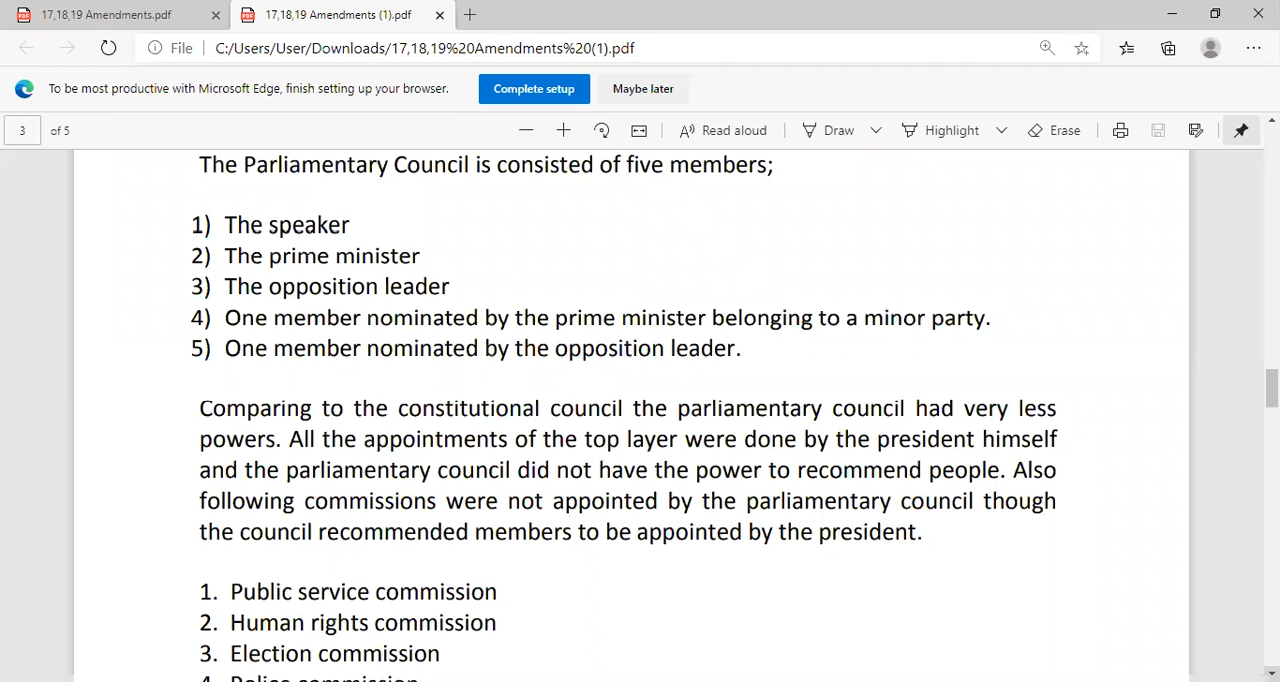 17,18,19 Amendments.pdf
17,18,19 Amendments (1).pdf
File
C:/Users/User/Downloads/17,18,19%20Amendments%20(1).pdf
To be most productive with Microsoft Edge, finish setting up your browser.
Complete setup
Maybe later
3 of 5
Read aloud
Draw
Highlight
Erase
The Parliamentary Council is consisted of five members;
1) The speaker
2) The prime minister
3) The opposition leader
4) One member nominated by the prime minister belonging to a minor party.
5) One member nominated by the opposition leader.
Comparing to the constitutional council the parliamentary council had very less
powers. All the appointments of the top layer were done by the president himself
and the parliamentary council did not have the power to recommend people. Also
following commissions were not appointed by the parliamentary council though
the council recommended members to be appointed by the president.
1. Public service commission
2. Human rights commission
3. Election commission
4. Police commission